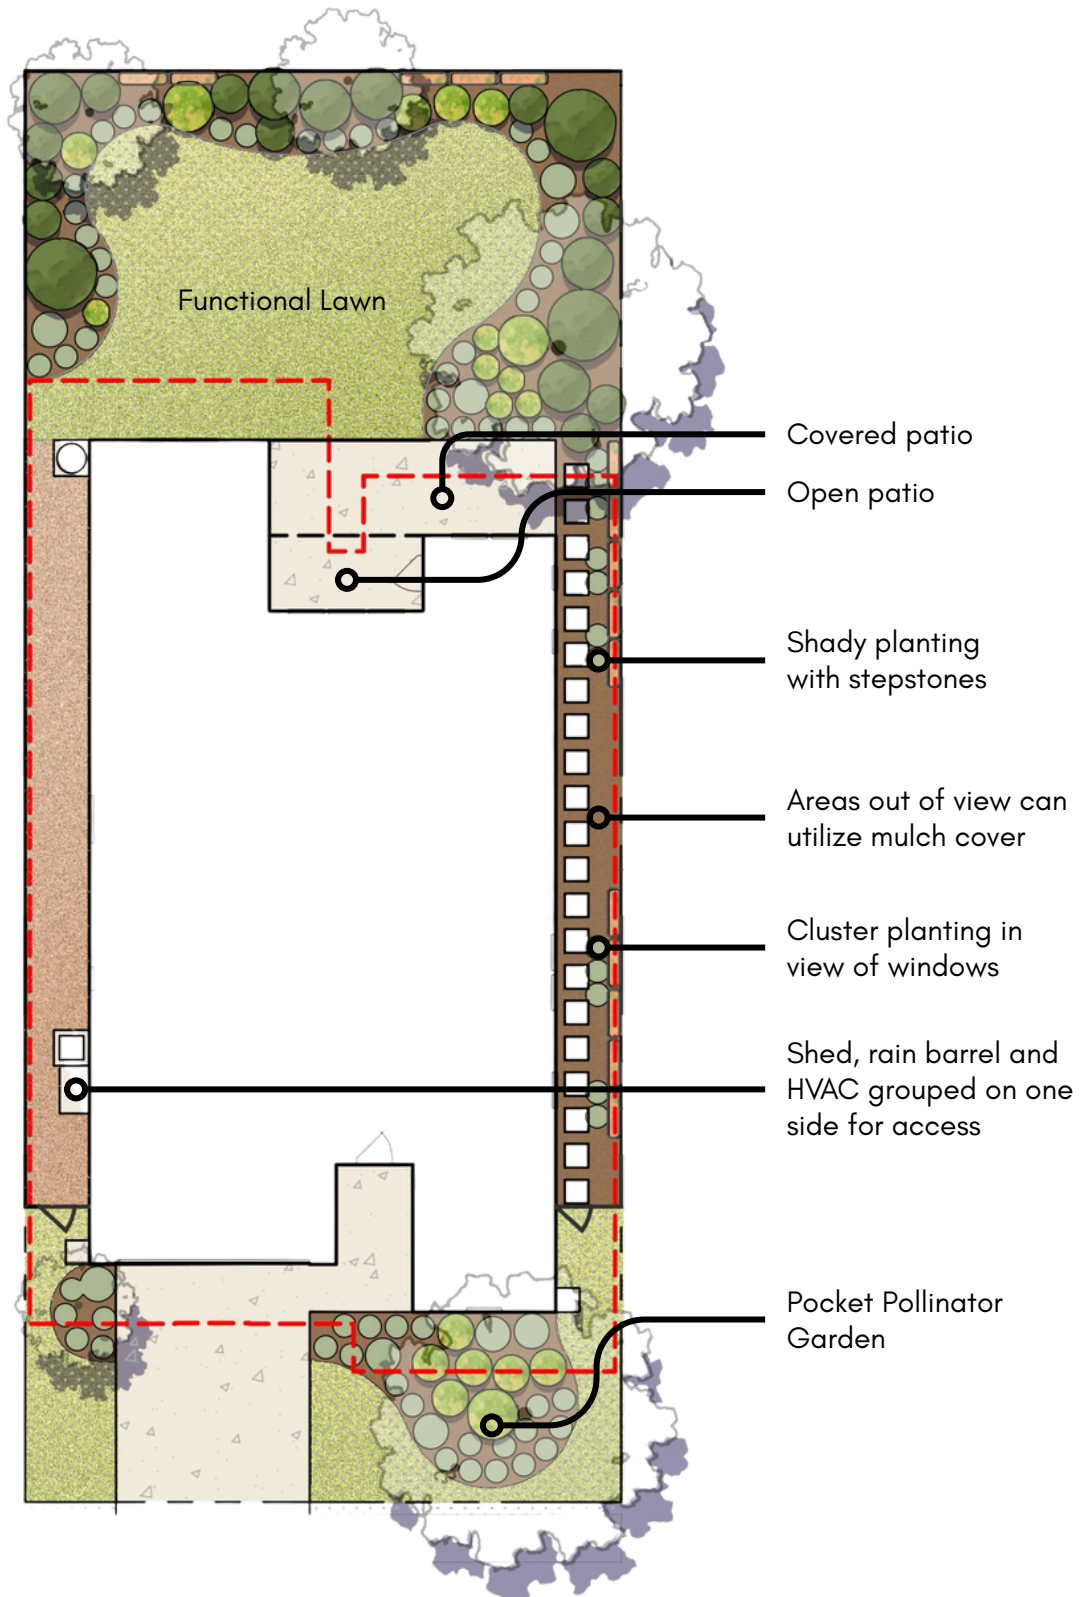 Functional Lawn
Covered patio
Open patio
Shady planting
with stepstones
Areas out of view can
utilize mulch cover
Cluster planting in
view of windows
Shed, rain barrel and
HVAC grouped on one
side for access
Pocket Pollinator
Garden